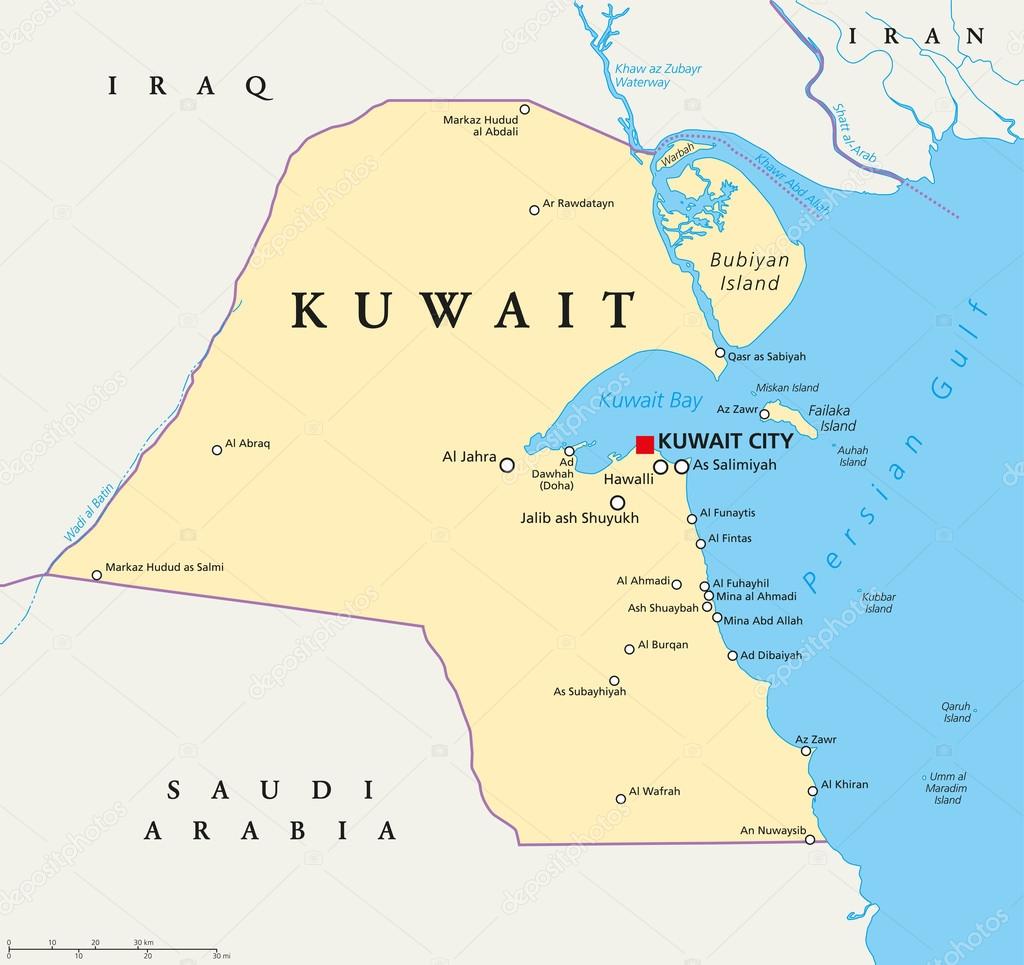 IRAQ
IRAN
Khaw az Zubayr
Waterway
Shatt al-Arab
Markaz Hudud
al Abdali
Warbah
Khawr Abd Allah
Ar Rawdatayn
Bubiyan
Island
KUWAIT
Persian Gulf
Qasr as Sabiyah
Kuwait Bay
Miskan Island
Az Zawr
Failaka
Island
Al Abraq
Al Jahra
Ad
Dawhah
(Doha)
KUWAIT CITY
Hawalli
As Salimiyah
Auhah
Island
Jalib ash Shuyukh
Wadi al Batin
Al Funaytis
Al Fintas
Markaz Hudud as Salmi
Al Ahmadi
Al Fuhayhil
Mina al Ahmadi
Ash Shuaybah
Mina Abd Allah
Kubbar
Island
Al Burqan
Ad Dibaiyah
As Subayhiyah
Qaruh
Island
Az Zawr
SAUDI
ARABIA
Al Wafrah
Al Khiran
Umm al
Maradim
Island
An Nuwaysib
0 10 20 30 km
0 10 20 30 mi
depositphotos